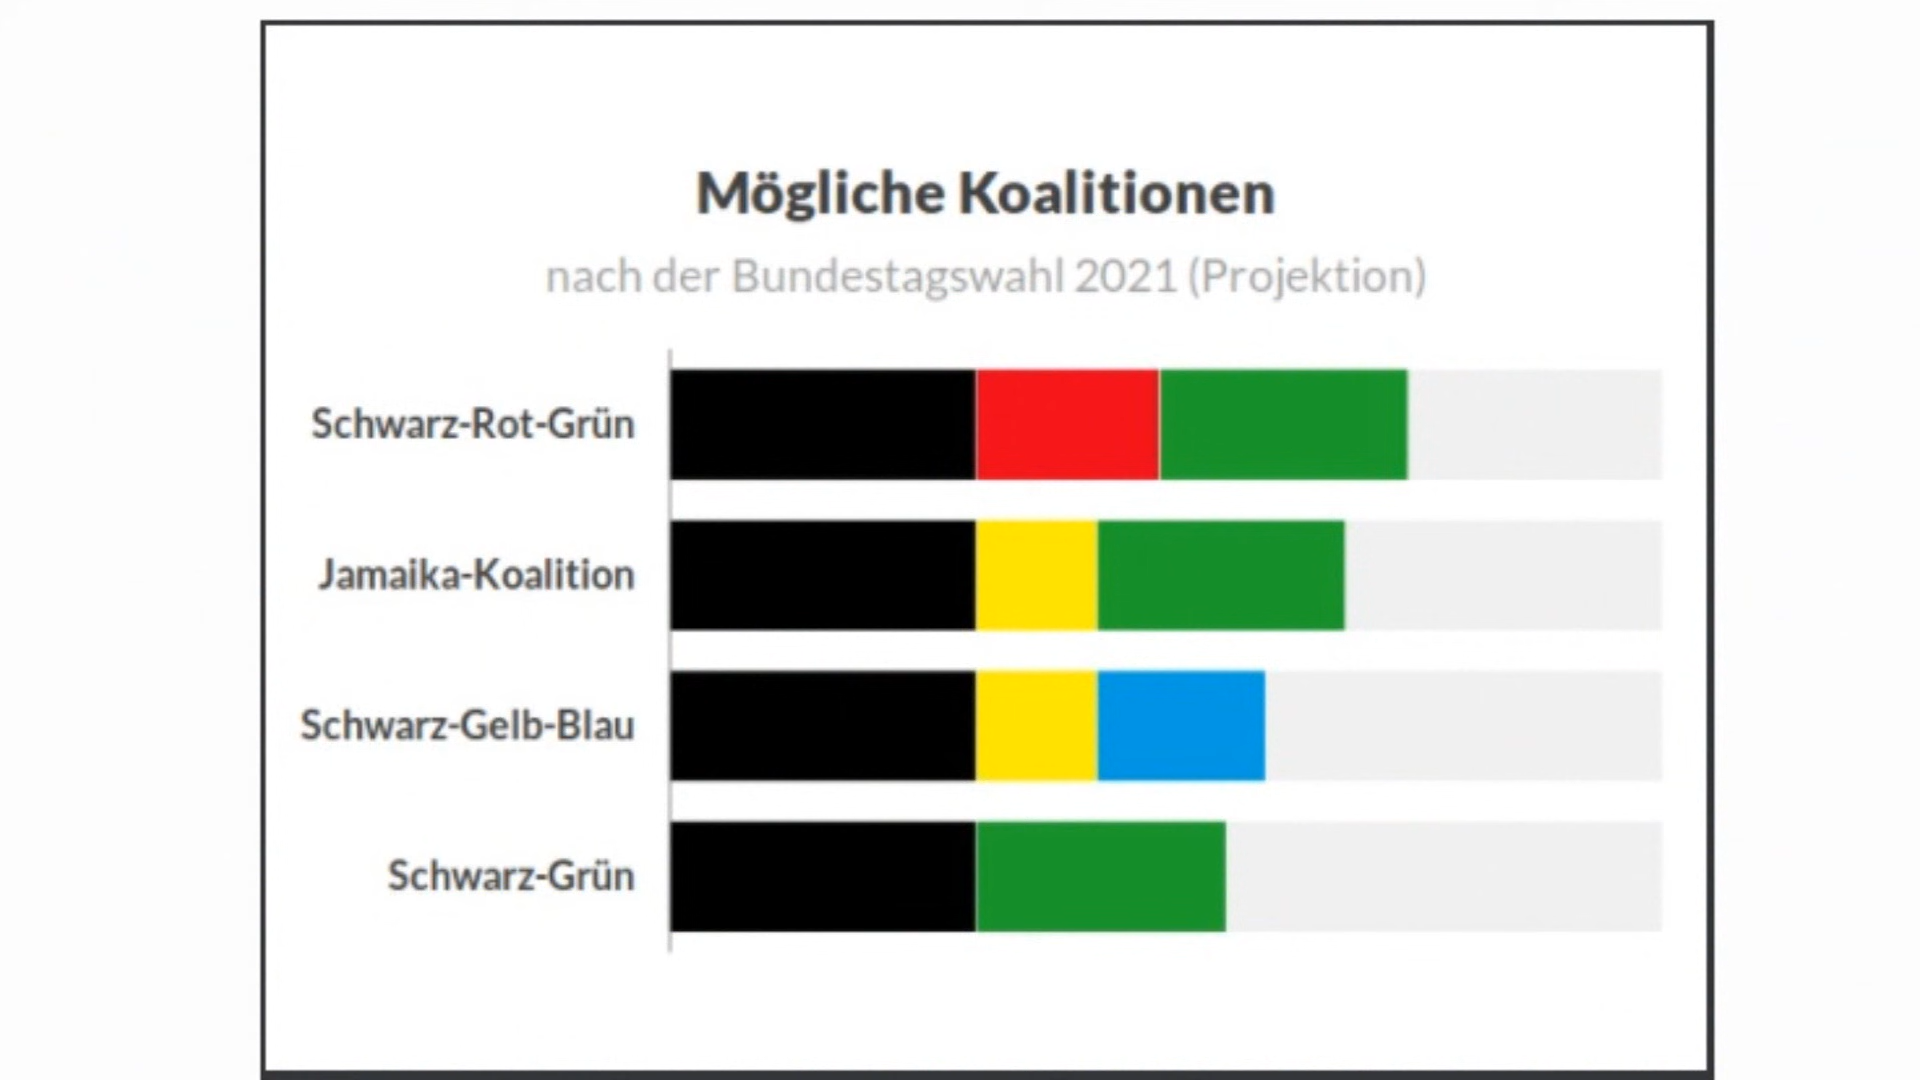 Mögliche Koalitionen
nach der Bundestagswahl 2021 (Projektion)
Schwarz-Rot-Grün
Jamaika-Koalition
Schwarz-Gelb-Blau
Schwarz-Grün